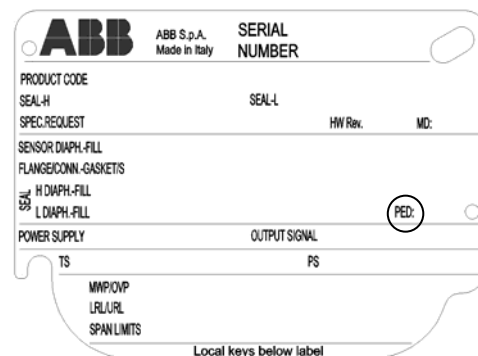 ABB ABB S.p.A. SERIAL
Made in Italy NUMBER
PRODUCT CODE
SEAL-H SEAL-L
SPEC.REQUEST HW Rev. MD:
SENSOR DIAPH.-FILL
FLANGE/CONN.-GASKET/S
SEAL H DIAPH.-FILL
L DIAPH.-FILL PED:
POWER SUPPLY OUTPUT SIGNAL
TS PS
MWP/OVP
LRL/URL
SPAN LIMITS
Local keys below label